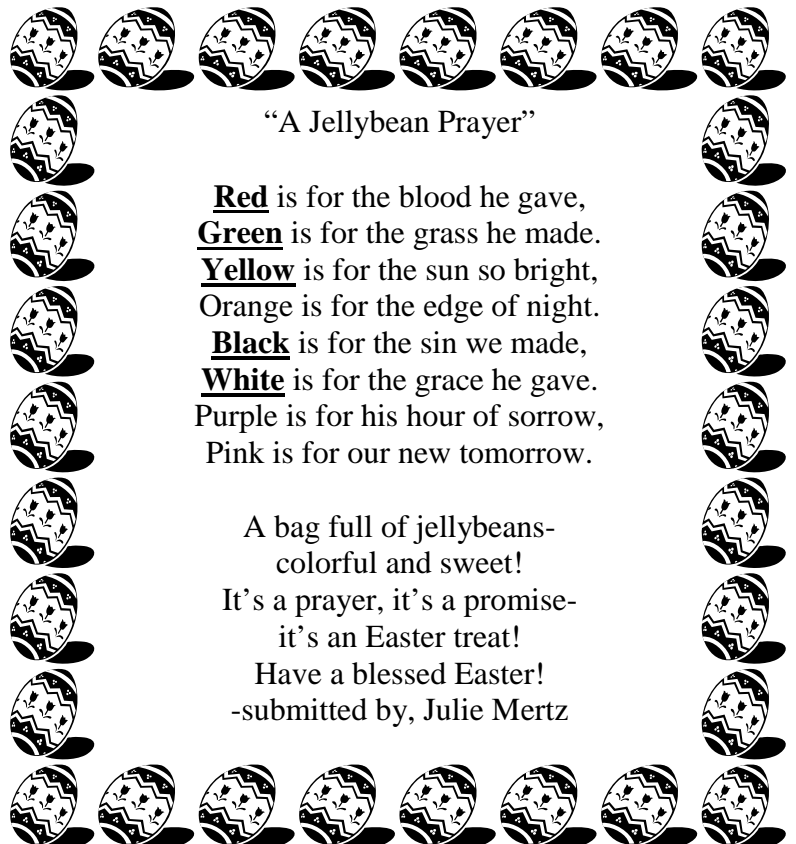 “A Jellybean Prayer”
Red is for the blood he gave,
Green is for the grass he made.
Yellow is for the sun so bright,
Orange is for the edge of night.
Black is for the sin we made,
White is for the grace he gave.
Purple is for his hour of sorrow,
Pink is for our new tomorrow.
A bag full of jellybeans-
colorful and sweet!
It’s a prayer, it’s a promise-
it’s an Easter treat!
Have a blessed Easter!
-submitted by, Julie Mertz